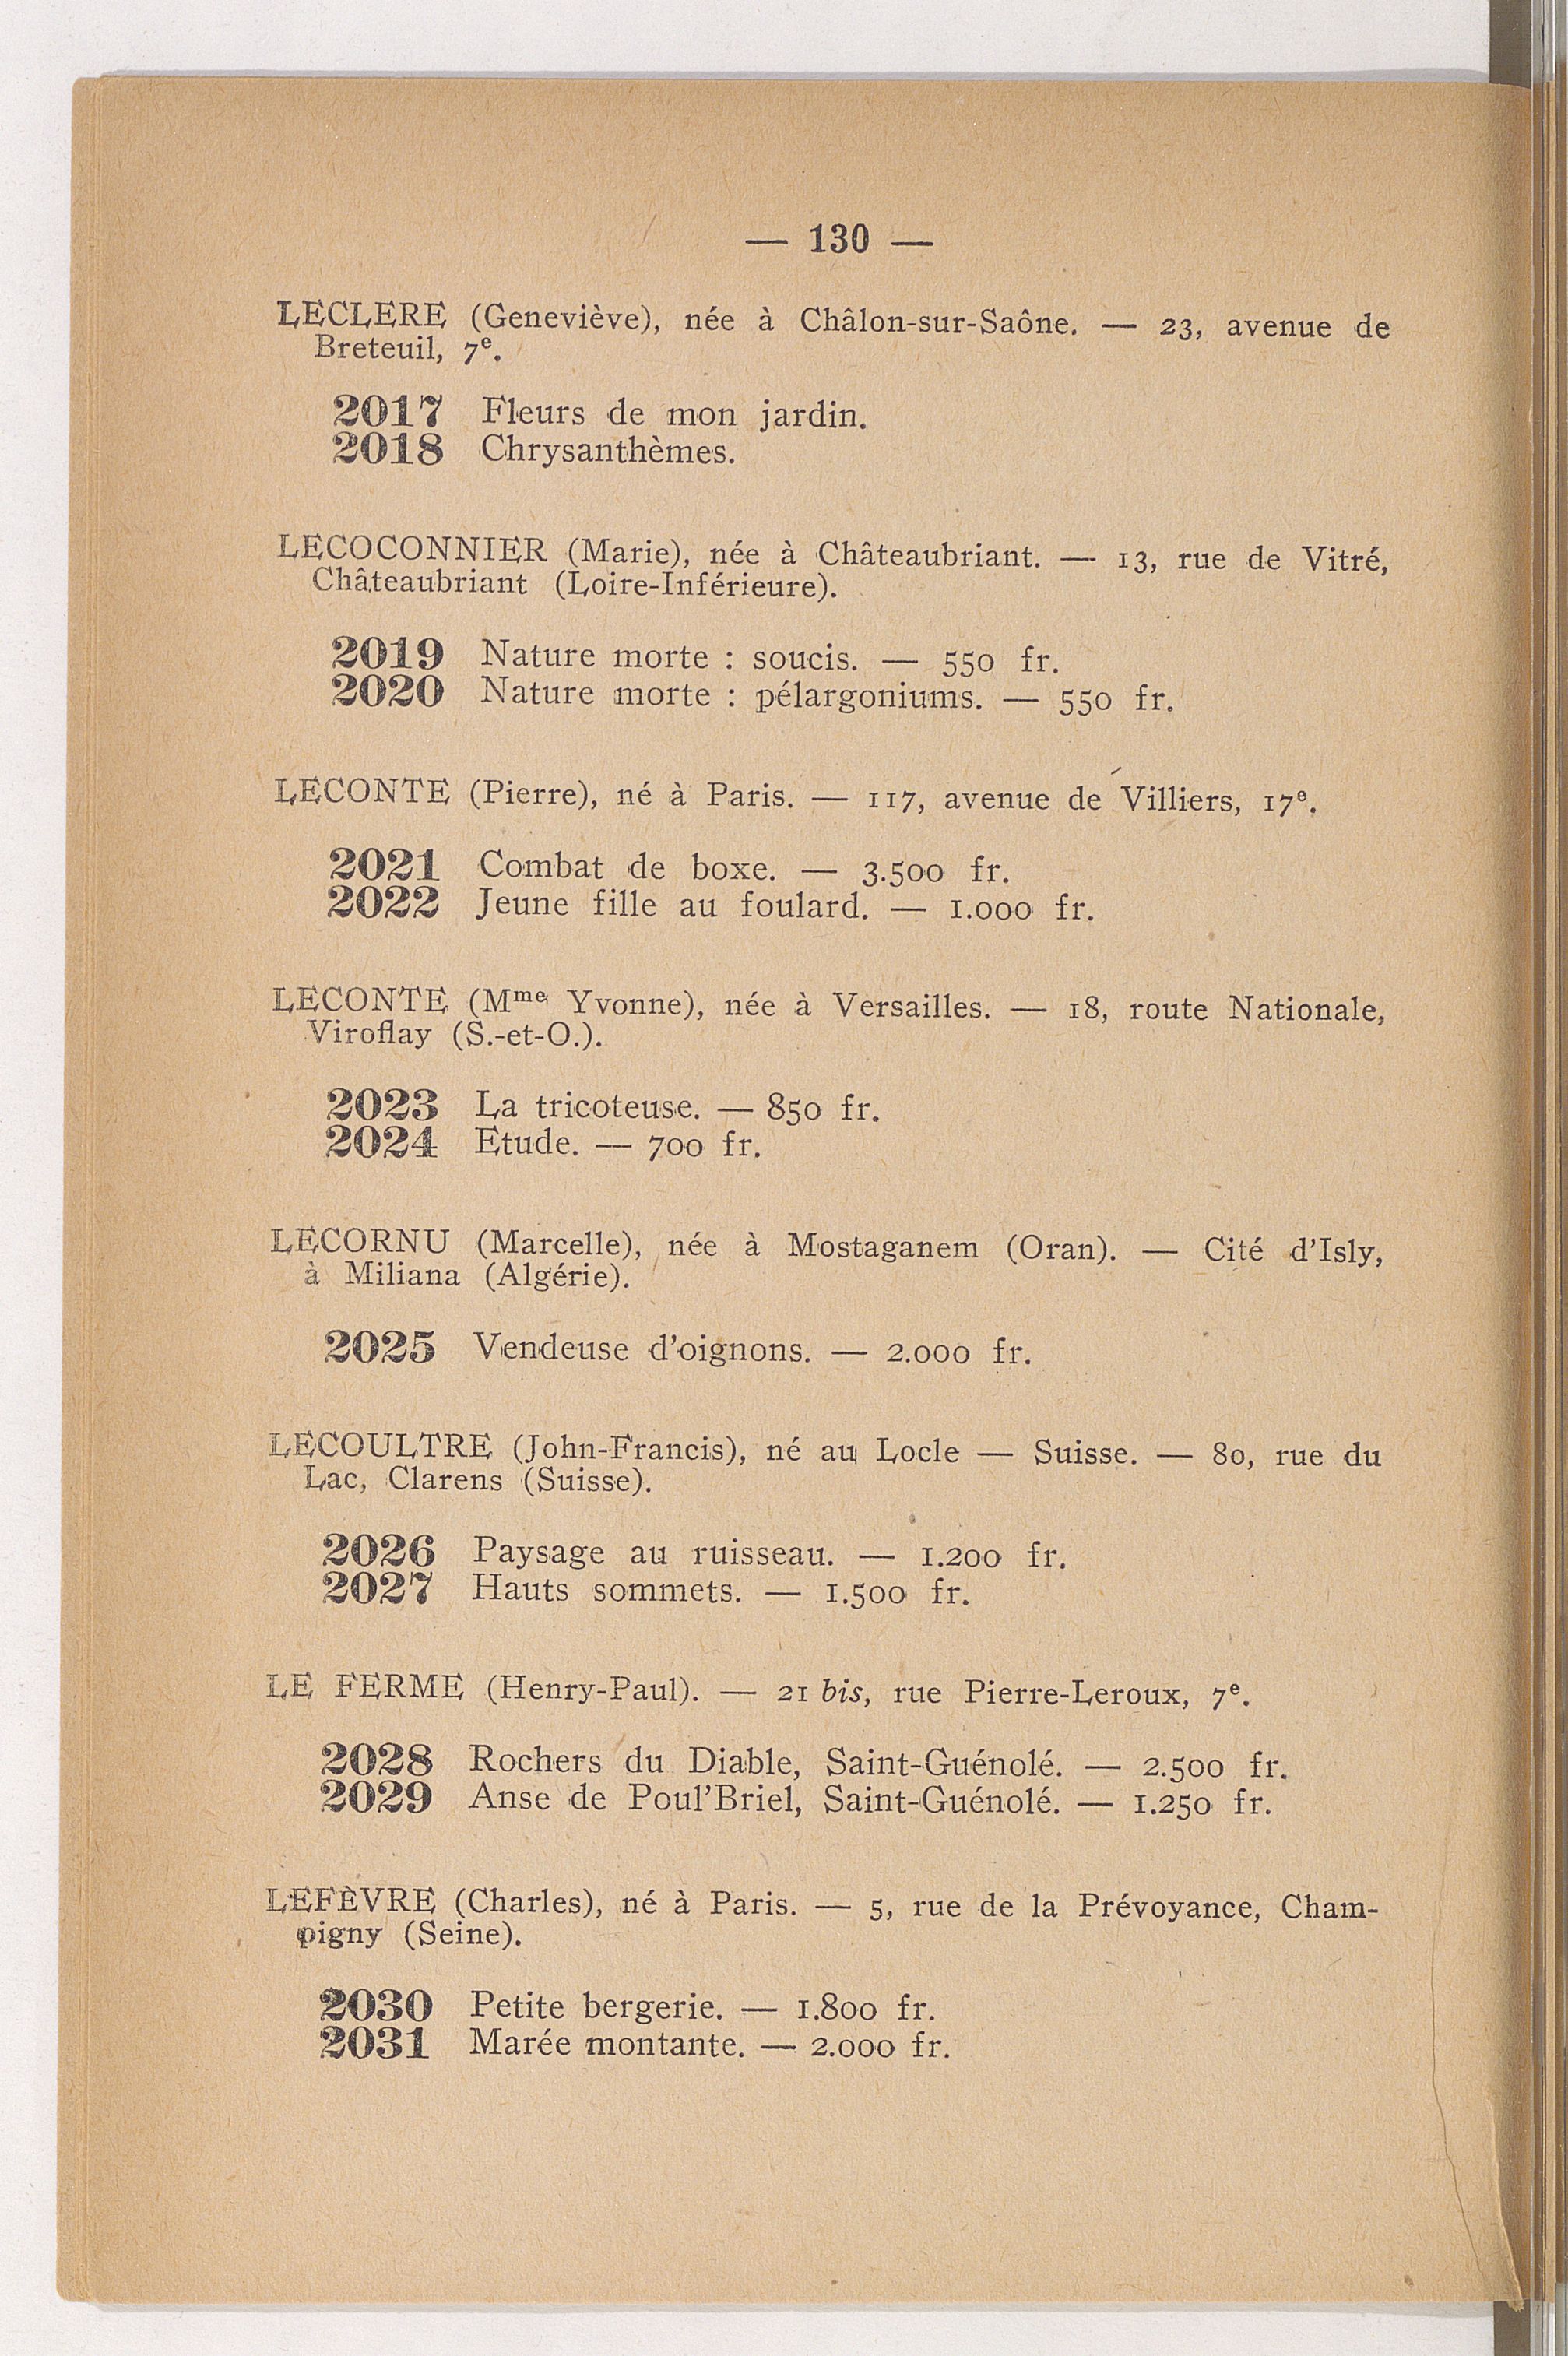 — 130 —
LECLERE (Geneviève), née à Châlon-sur-Saône. — 23, avenue de
Breteuil, 7e.
2017 Fleurs de mon jardin.
2018 Chrysanthèmes.
LECOCONNIER (Marie), née à Châteaubriant. — 13, rue de Vitré,
Châteaubriant (Loire-Inférieure).
2019 Nature morte : soucis. — 550 fr.
2020 Nature morte : pélargoniums. — 550 fr.
LECONTE (Pierre), né à Paris. — 117, avenue de Villiers, 17e.
2021 Combat de boxe. — 3.500 fr.
2022 Jeune fille au foulard. — 1.000 fr.
LECONTE (Mme Yvonne), née à Versailles. — 18, route Nationale,
Viroflay (S.-et-O.).
2023 La tricoteuse. — 850 fr.
2024 Etude. — 700 fr.
LECORNU (Marcelle), née à Mostaganem (Oran). — Cité d'Isly,
à Miliana (Algérie).
2025 Vendeuse d'oignons. — 2.000 fr.
LECOULTRE (John-Francis), né au Locle — Suisse. — 80, rue du
Lac, Clarens (Suisse).
2026 Paysage au ruisseau. — 1.200 fr.
2027 Hauts sommets. — 1.500 fr.
LE FERME (Henry-Paul). — 21 bis, rue Pierre-Leroux, 7e.
2028 Rochers du Diable, Saint-Guénolé. — 2.500 fr.
2029 Anse de Poul'Briel, Saint-Guénolé. — 1.250 fr.
LEFÈVRE (Charles), né à Paris. — 5, rue de la Prévoyance, Cham-
pigny (Seine).
2030 Petite bergerie. — 1.800 fr.
2031 Marée montante. — 2.000 fr.